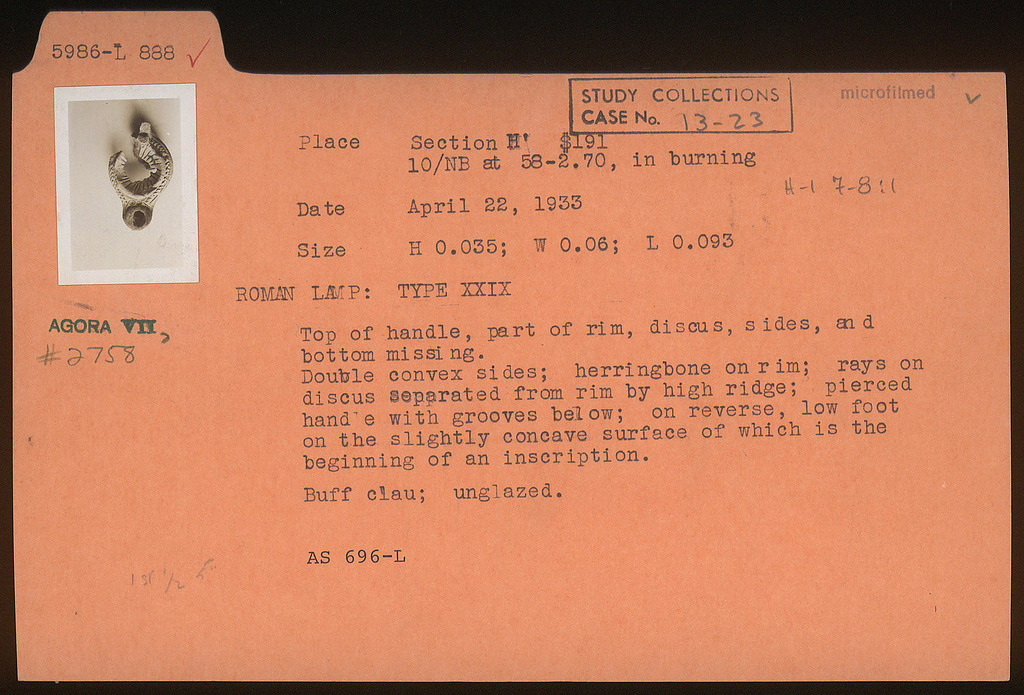 5986-L 888 ✓
STUDY COLLECTIONS
CASE No. 13-23
microfilmed ✓
Place Section H' $191
10/NB at 58-2.70, in burning
H-I 7-8:1
Date April 22, 1933
Size H 0.035; W 0.06; L 0.093
ROMAN LAMP: TYPE XXIX
AGORA VII,
#2758
Top of handle, part of rim, discus, sides, and
bottom missing.
Double convex sides; herringbone on rim; rays on
discus separated from rim by high ridge; pierced
hand e with grooves below; on reverse, low foot
on the slightly concave surface of which is the
beginning of an inscription.
Buff clau; unglazed.
AS 696-L